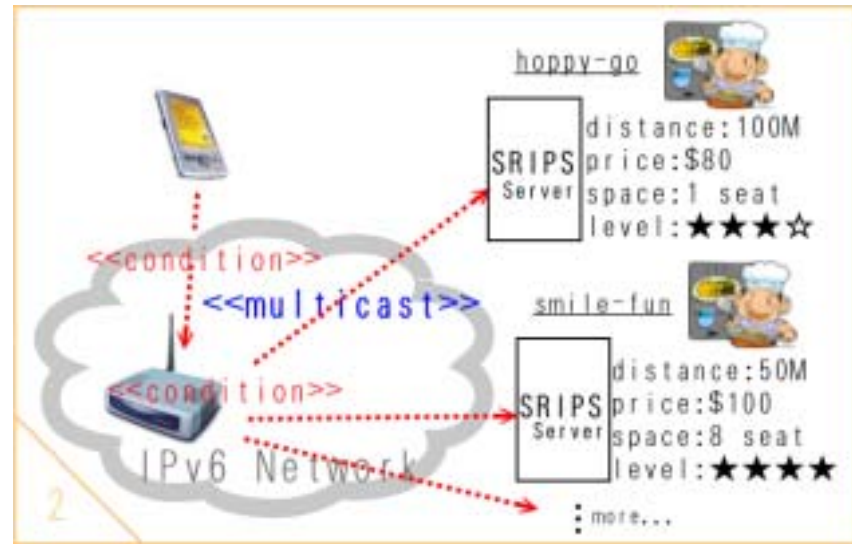 hoppy-go
SRIPS
Server
distance:100M
price:$80
space:1 seat
level:★★★☆
<<condition>>
<<multicast>>
smile-fun
SRIPS
Server
distance:50M
price:$100
space:8 seat
level:★★★★
<<condition>>
IPv6 Network
more...
2